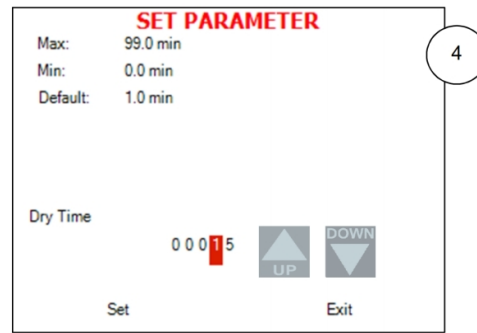 SET PARAMETER
4
Max: 99.0 min
Min: 0.0 min
Default: 1.0 min
Dry Time
0 0 0 1 5
UP
DOWN
Set Exit